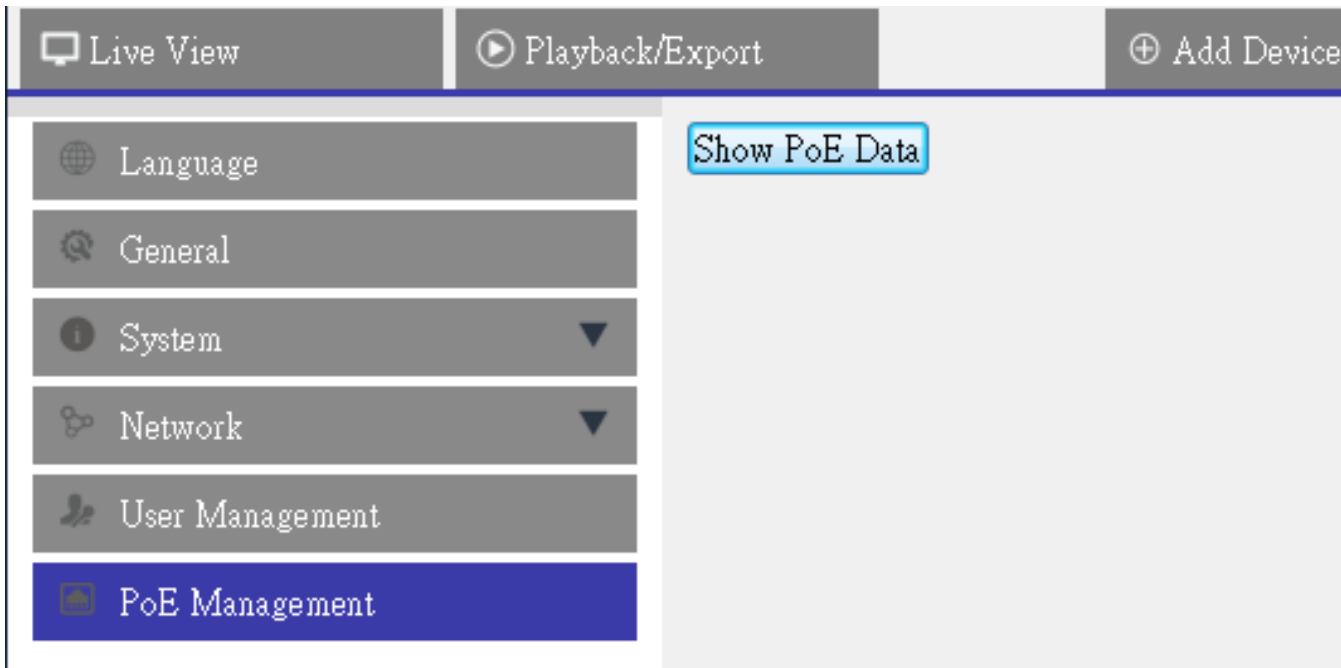 Live View
Playback/Export
Add Device
Language
General
System
Network
User Management
PoE Management
Show PoE Data